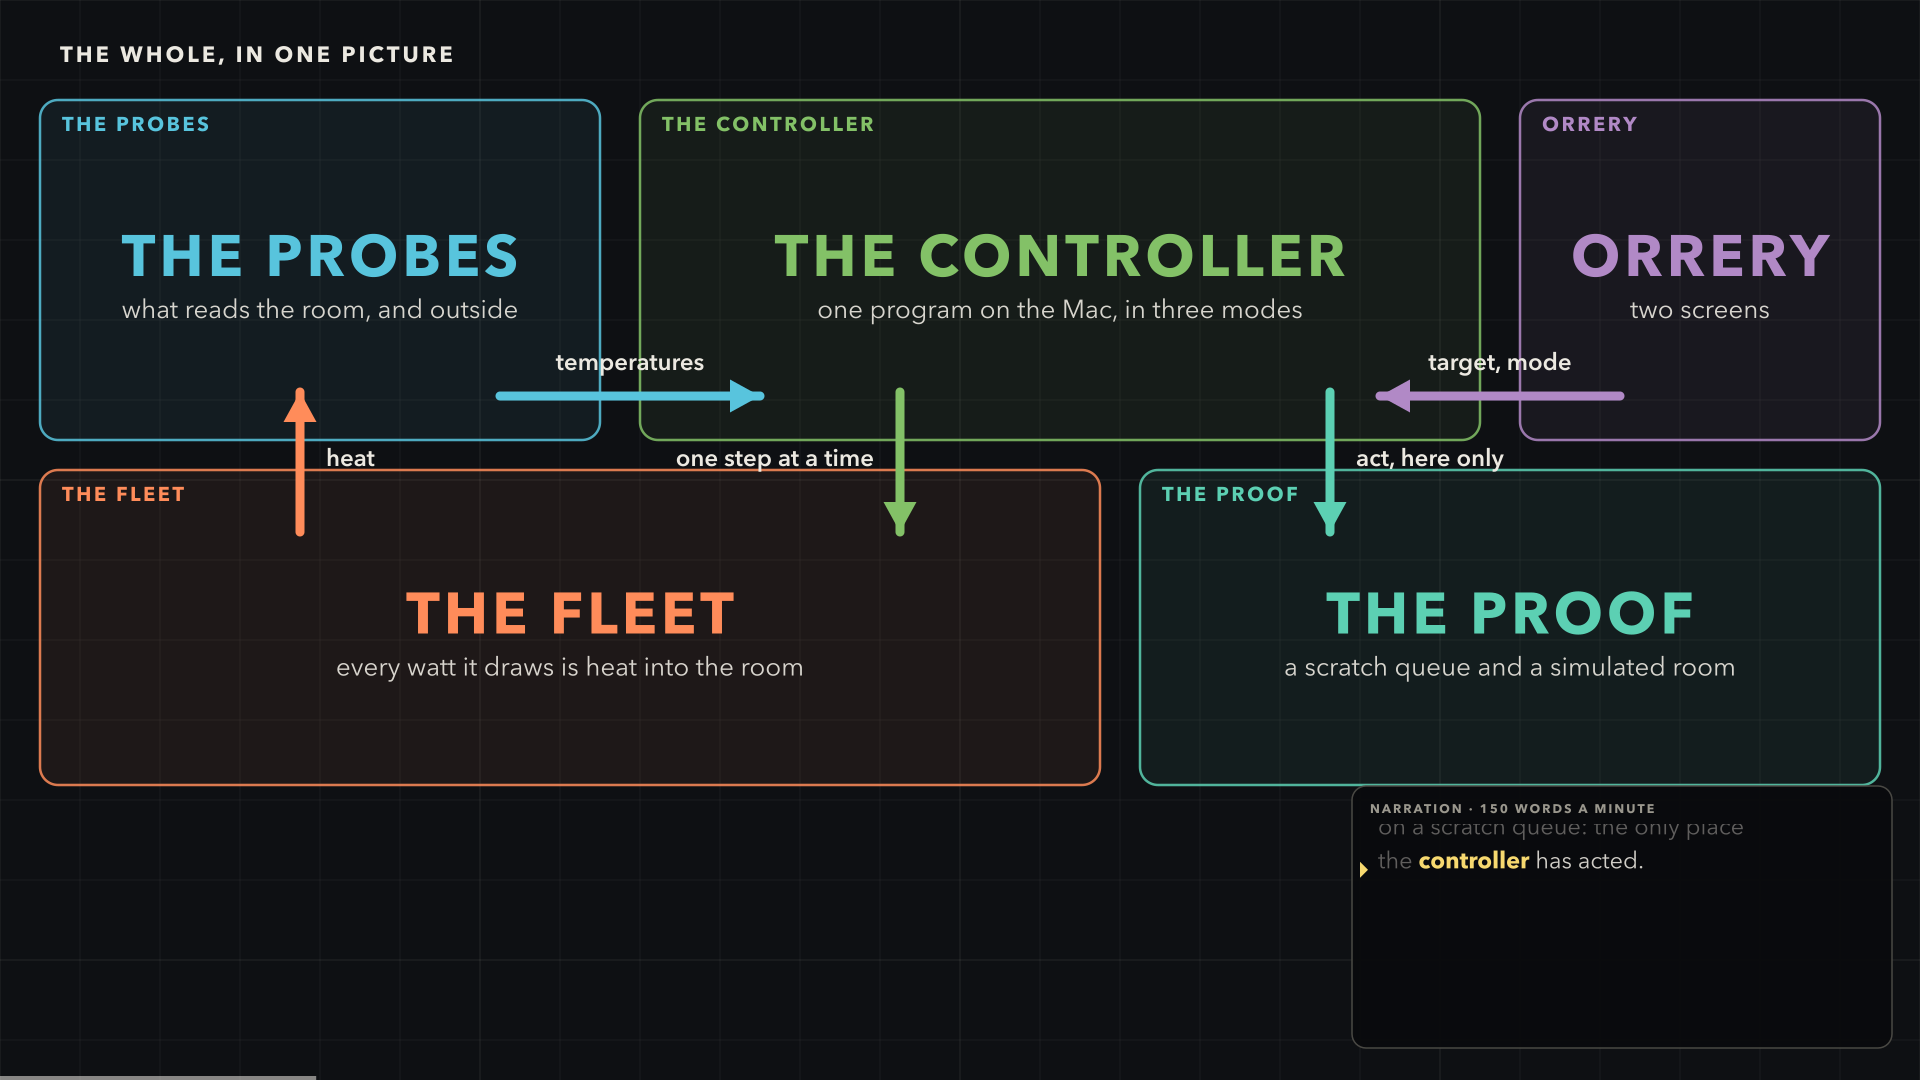 THE WHOLE, IN ONE PICTURE
THE PROBES
THE PROBES
what reads the room, and outside
THE CONTROLLER
THE CONTROLLER
one program on the Mac, in three modes
ORRERY
ORRERY
two screens
temperatures
target, mode
heat
one step at a time
act, here only
THE FLEET
THE FLEET
every watt it draws is heat into the room
THE PROOF
THE PROOF
a scratch queue and a simulated room
NARRATION · 150 WORDS A MINUTE
on a scratch queue: the only place
the controller has acted.